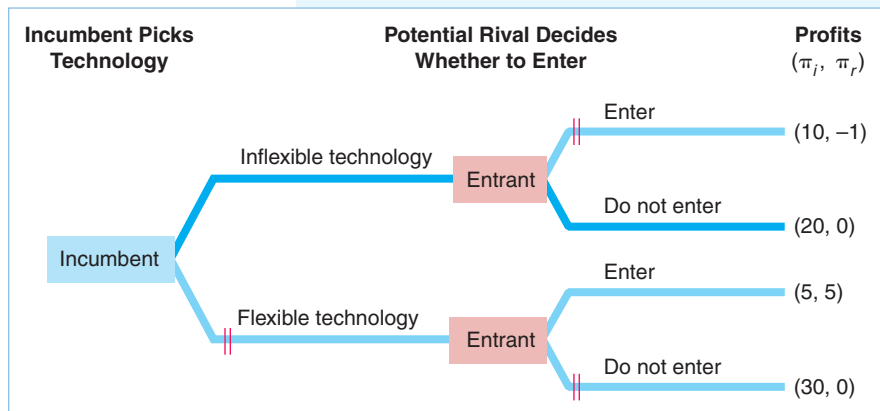 Incumbent Picks
Technology
Potential Rival Decides
Whether to Enter
Profits
(πi, πr)
Enter
(10, –1)
Inflexible technology
Entrant
Do not enter
(20, 0)
Incumbent
Enter
(5, 5)
Flexible technology
Entrant
Do not enter
(30, 0)